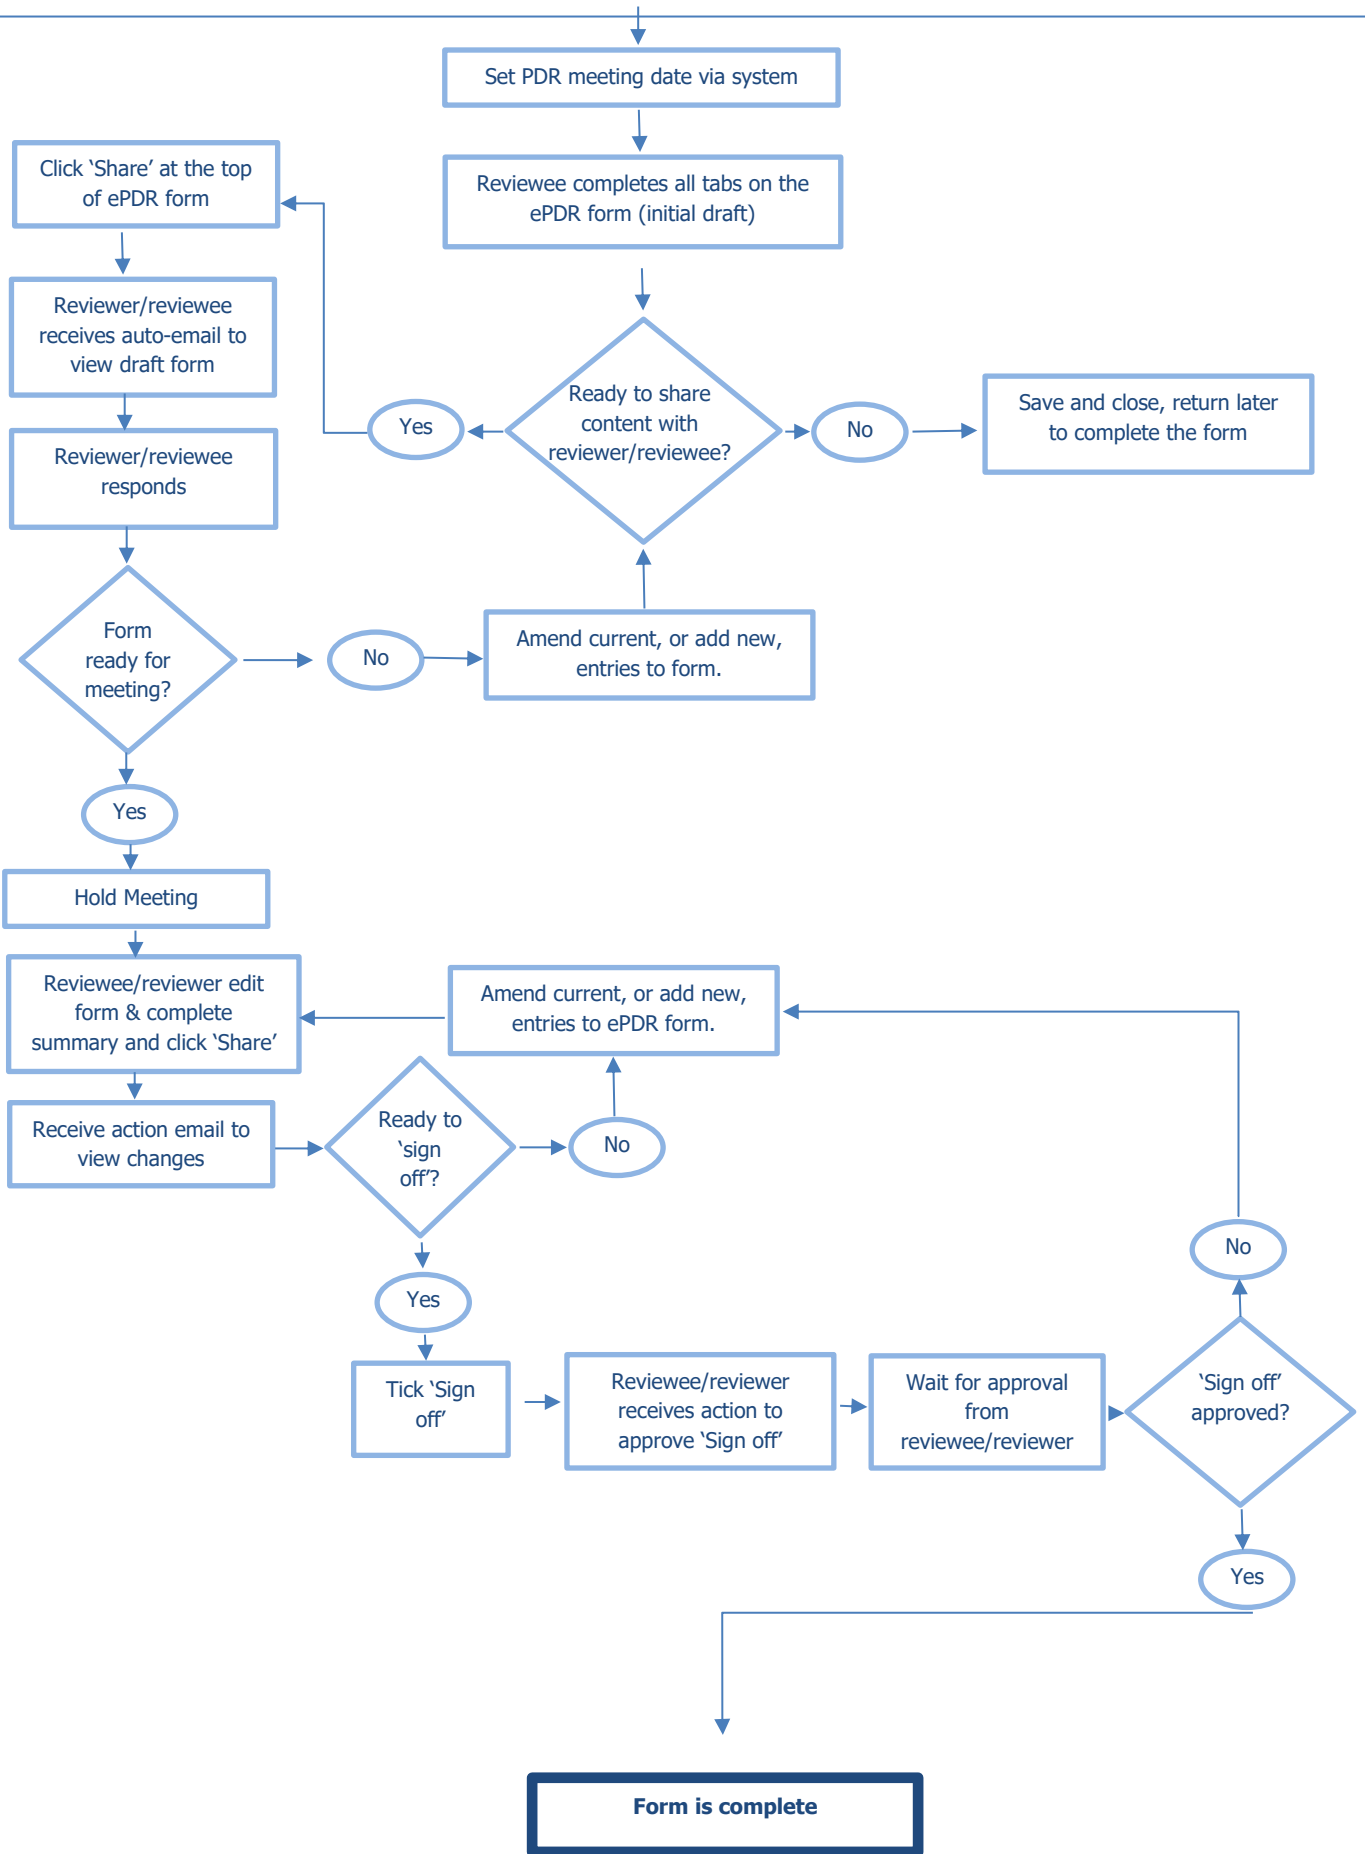 Set PDR meeting date via system
Click ‘Share’ at the top
of ePDR form
Reviewee completes all tabs on the
ePDR form (initial draft)
Reviewer/reviewee
receives auto-email to
view draft form
Ready to share
content with
reviewer/reviewee?
Yes
No
Save and close, return later
to complete the form
Reviewer/reviewee
responds
Form
ready for
meeting?
No
Amend current, or add new,
entries to form.
Yes
Hold Meeting
Reviewee/reviewer edit
form & complete
summary and click ‘Share’
Amend current, or add new,
entries to ePDR form.
Receive action email to
view changes
Ready to
‘sign
off’?
No
No
Yes
Tick ‘Sign
off’
Reviewee/reviewer
receives action to
approve ‘Sign off’
Wait for approval
from
reviewee/reviewer
‘Sign off’
approved?
Yes
Form is complete